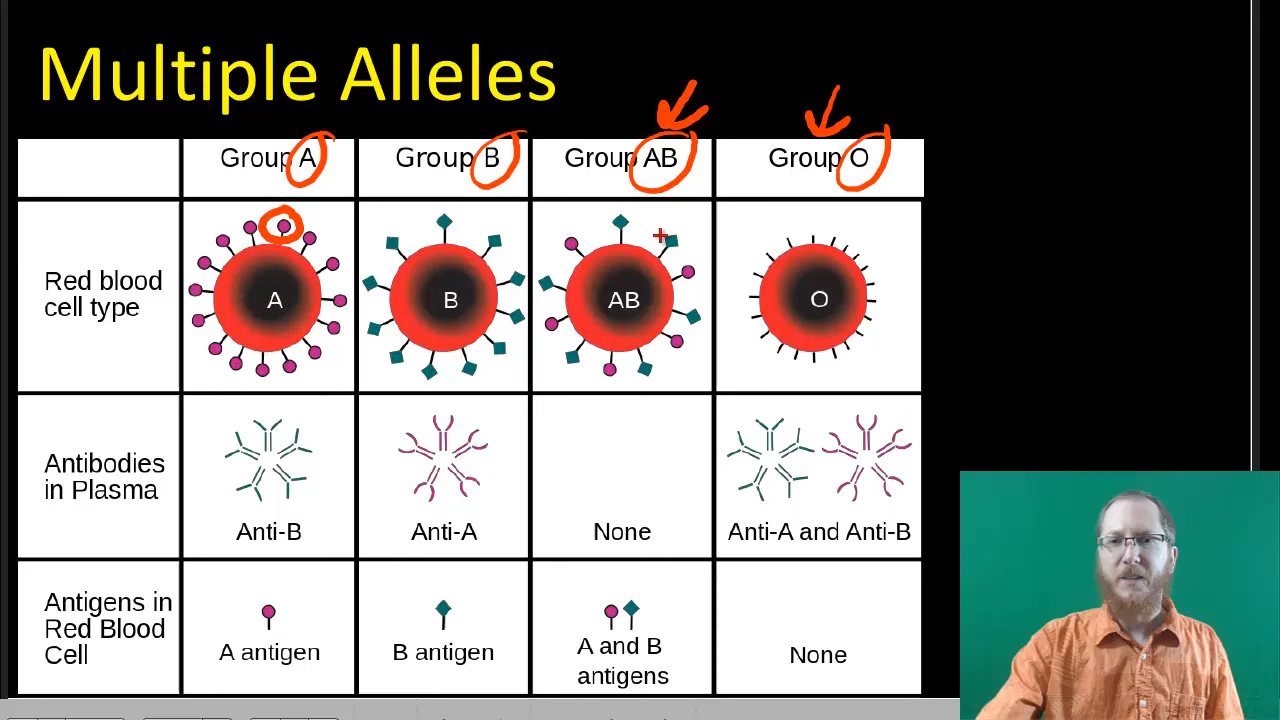 Multiple Alleles
Group A
Group B
Group AB
Group O
Red blood
cell type
A
B
AB
O
Antibodies
in Plasma
Anti-B
Anti-A
None
Anti-A and Anti-B
Antigens in
Red Blood
Cell
A antigen
B antigen
A and B
antigens
None